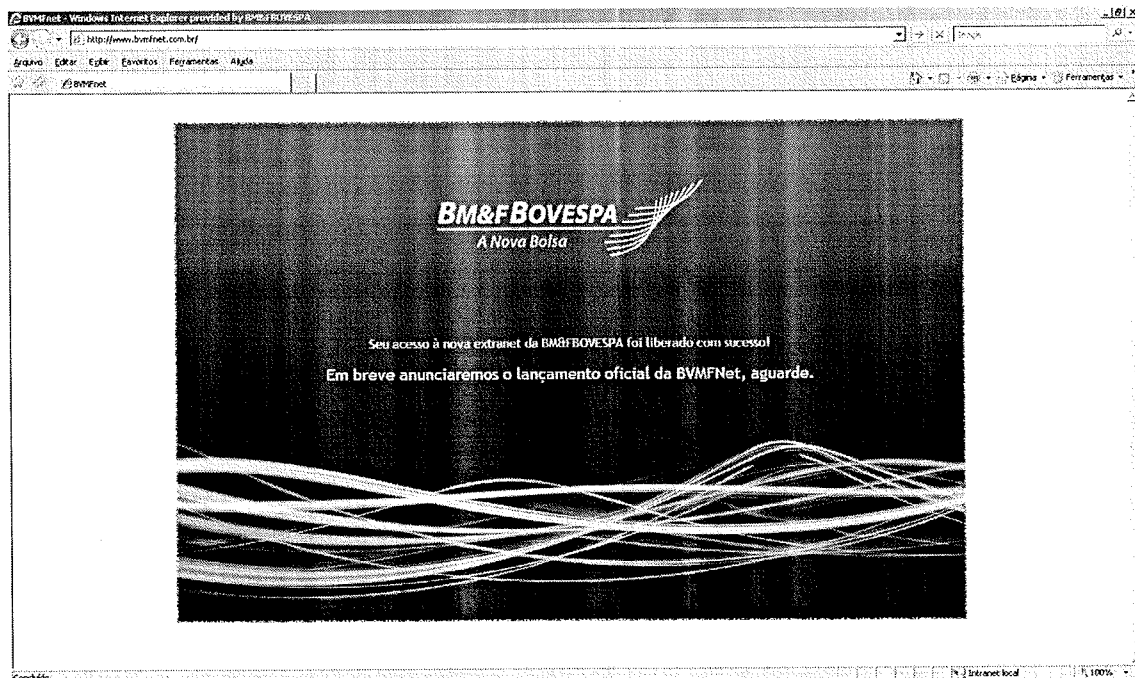 BVMFnet - Windows Internet Explorer provided by BM&FBOVESPA
http://www.bvmfnet.com.br/
Arquivo Editar Exibir Favoritos Ferramentas Ajuda
BVMFnet
Página Ferramentas
BM&FBOVESPA
A Nova Bolsa
Seu acesso à nova extranet da BM&FBOVESPA foi liberado com sucesso!
Em breve anunciaremos o lançamento oficial da BVMFNet, aguarde.
Concluído Intranet local 100%